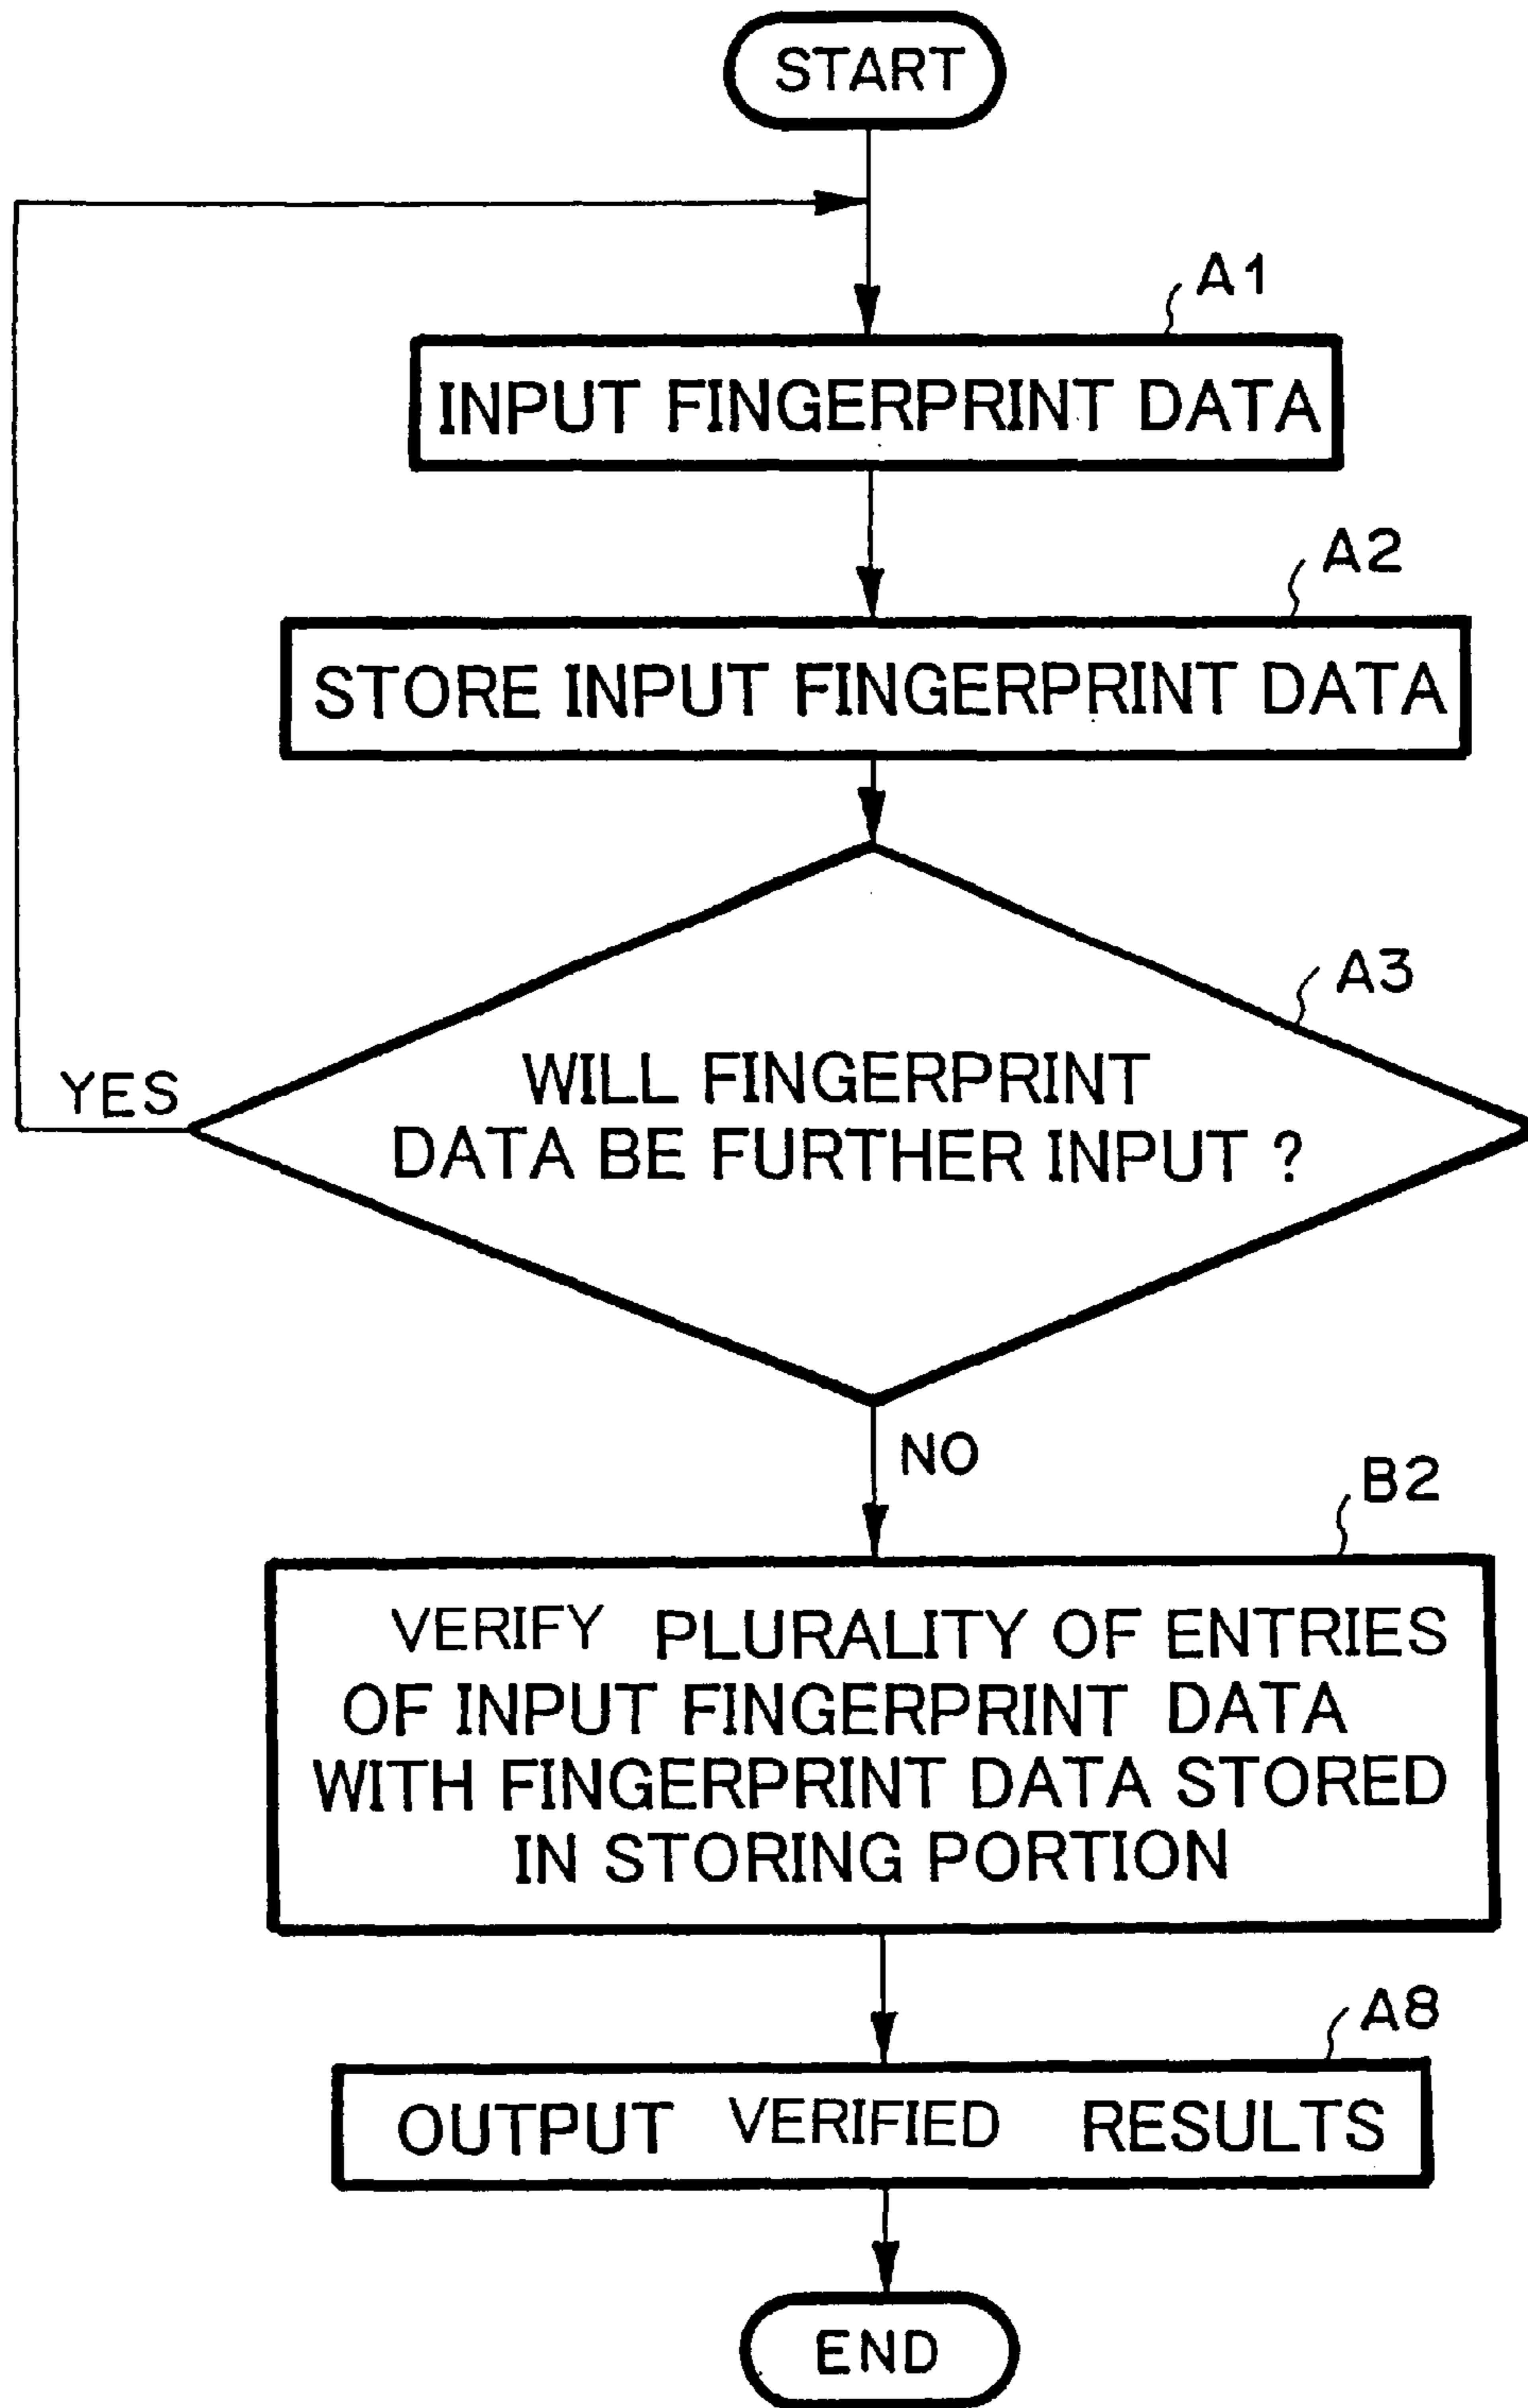 START
A1
INPUT FINGERPRINT DATA
A2
STORE INPUT FINGERPRINT DATA
A3
WILL FINGERPRINT
DATA BE FURTHER INPUT ?
YES
NO
B2
VERIFY PLURALITY OF ENTRIES
OF INPUT FINGERPRINT DATA
WITH FINGERPRINT DATA STORED
IN STORING PORTION
A8
OUTPUT VERIFIED RESULTS
END